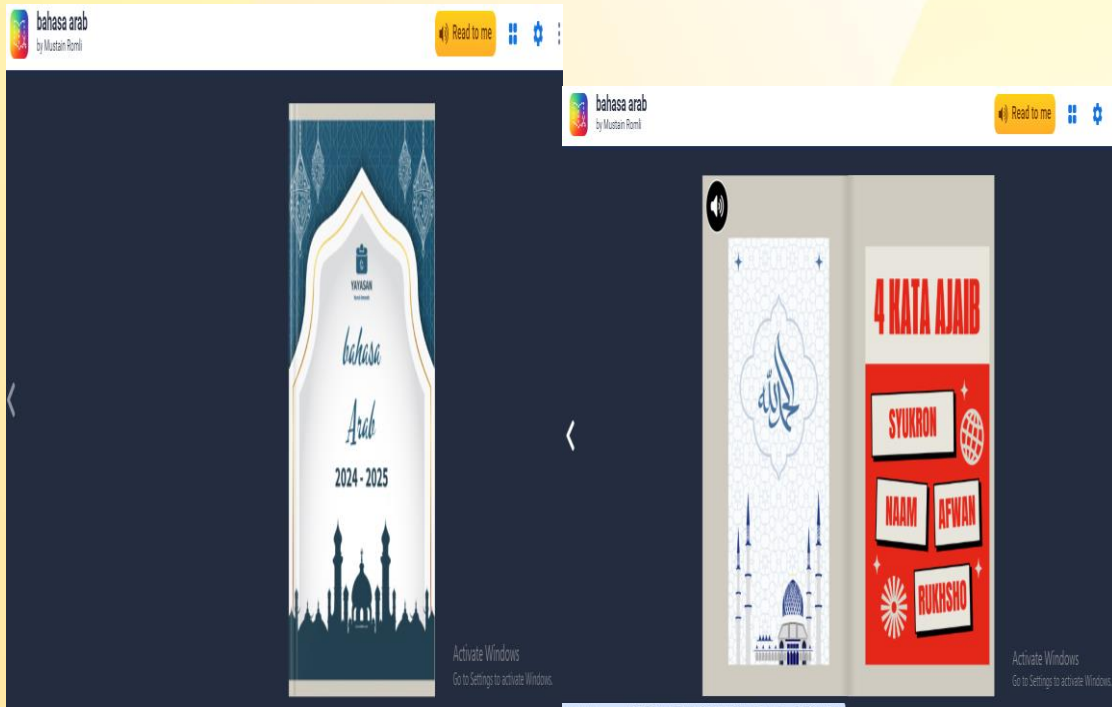 bahasa arab
by Mustain Romli
Read to me
YAYASAN
bahasa
Arab
2024 - 2025
Activate Windows
Go to Settings to activate Windows.
bahasa arab
by Mustain Romli
Read to me
الحمد لله
4 KATA AJAIB
SYUKRON
NAAM
AFWAN
RUKHSHO
Activate Windows
Go to Settings to activate Windows.